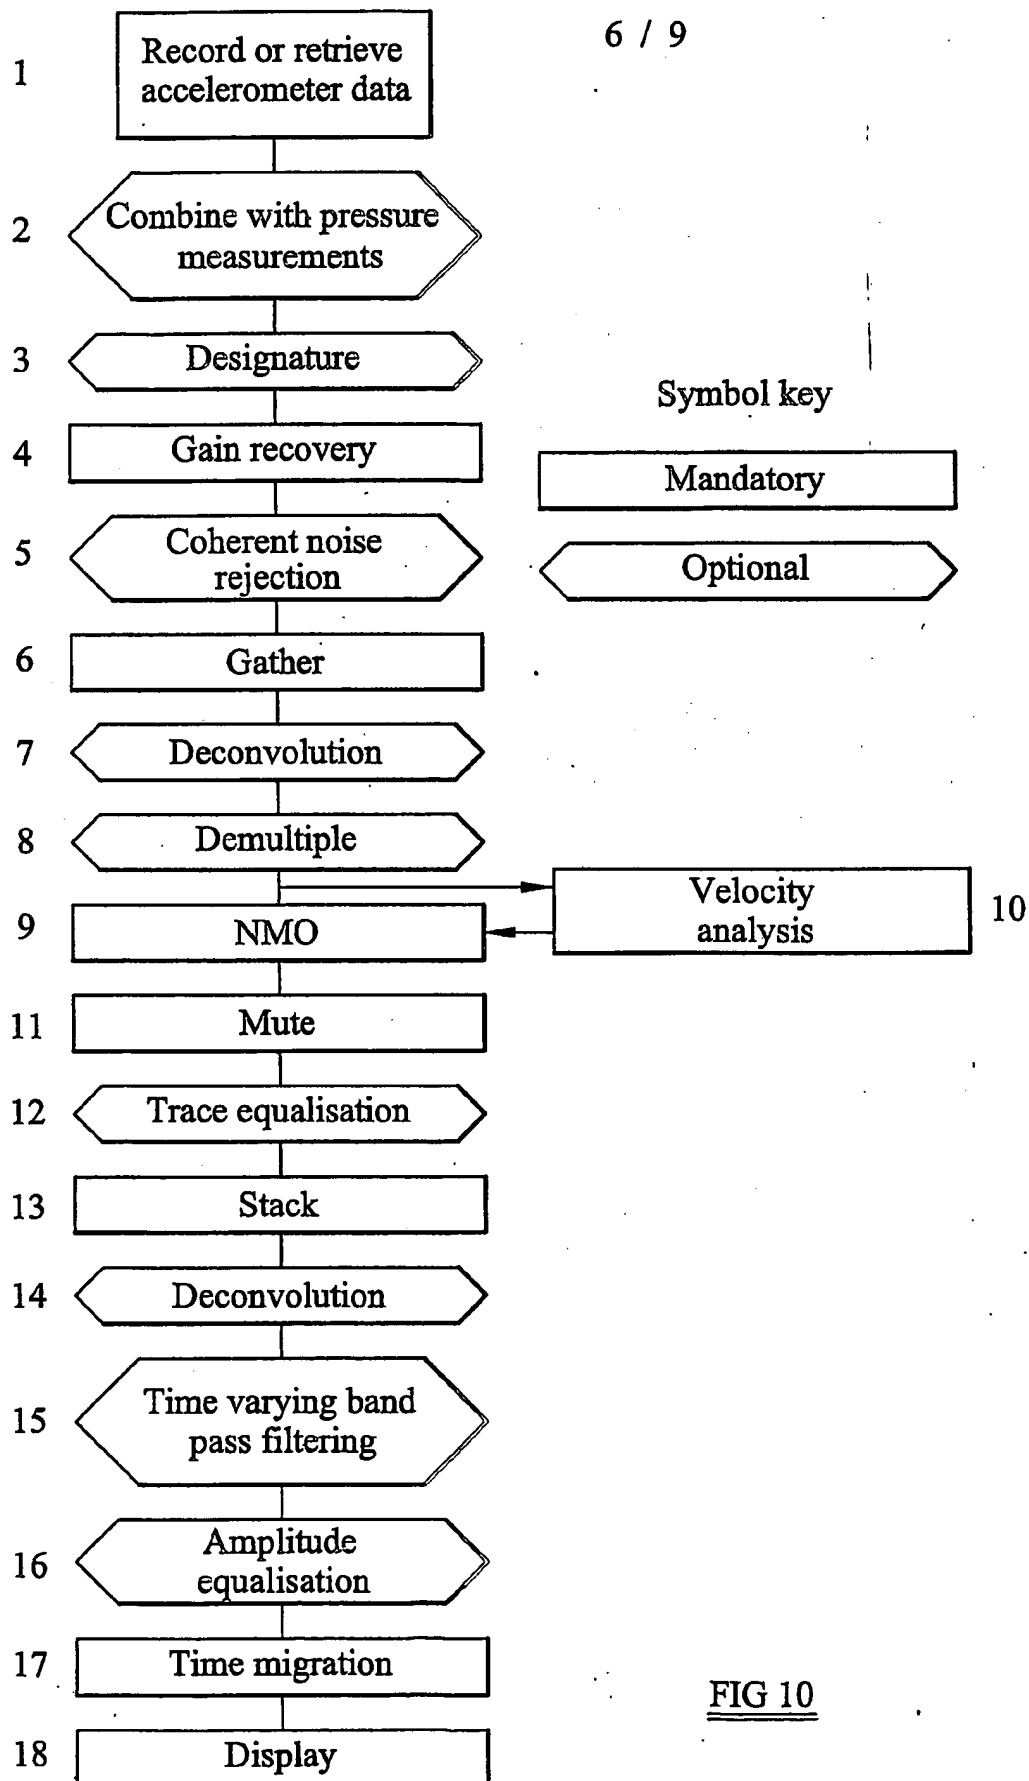 6 / 9
1
Record or retrieve
accelerometer data
2
Combine with pressure
measurements
3
Designature
4
Gain recovery
5
Coherent noise
rejection
6
Gather
7
Deconvolution
8
Demultiple
9
NMO
Velocity
analysis
10
11
Mute
12
Trace equalisation
13
Stack
14
Deconvolution
15
Time varying band
pass filtering
16
Amplitude
equalisation
17
Time migration
18
Display
Symbol key
Mandatory
Optional
FIG 10